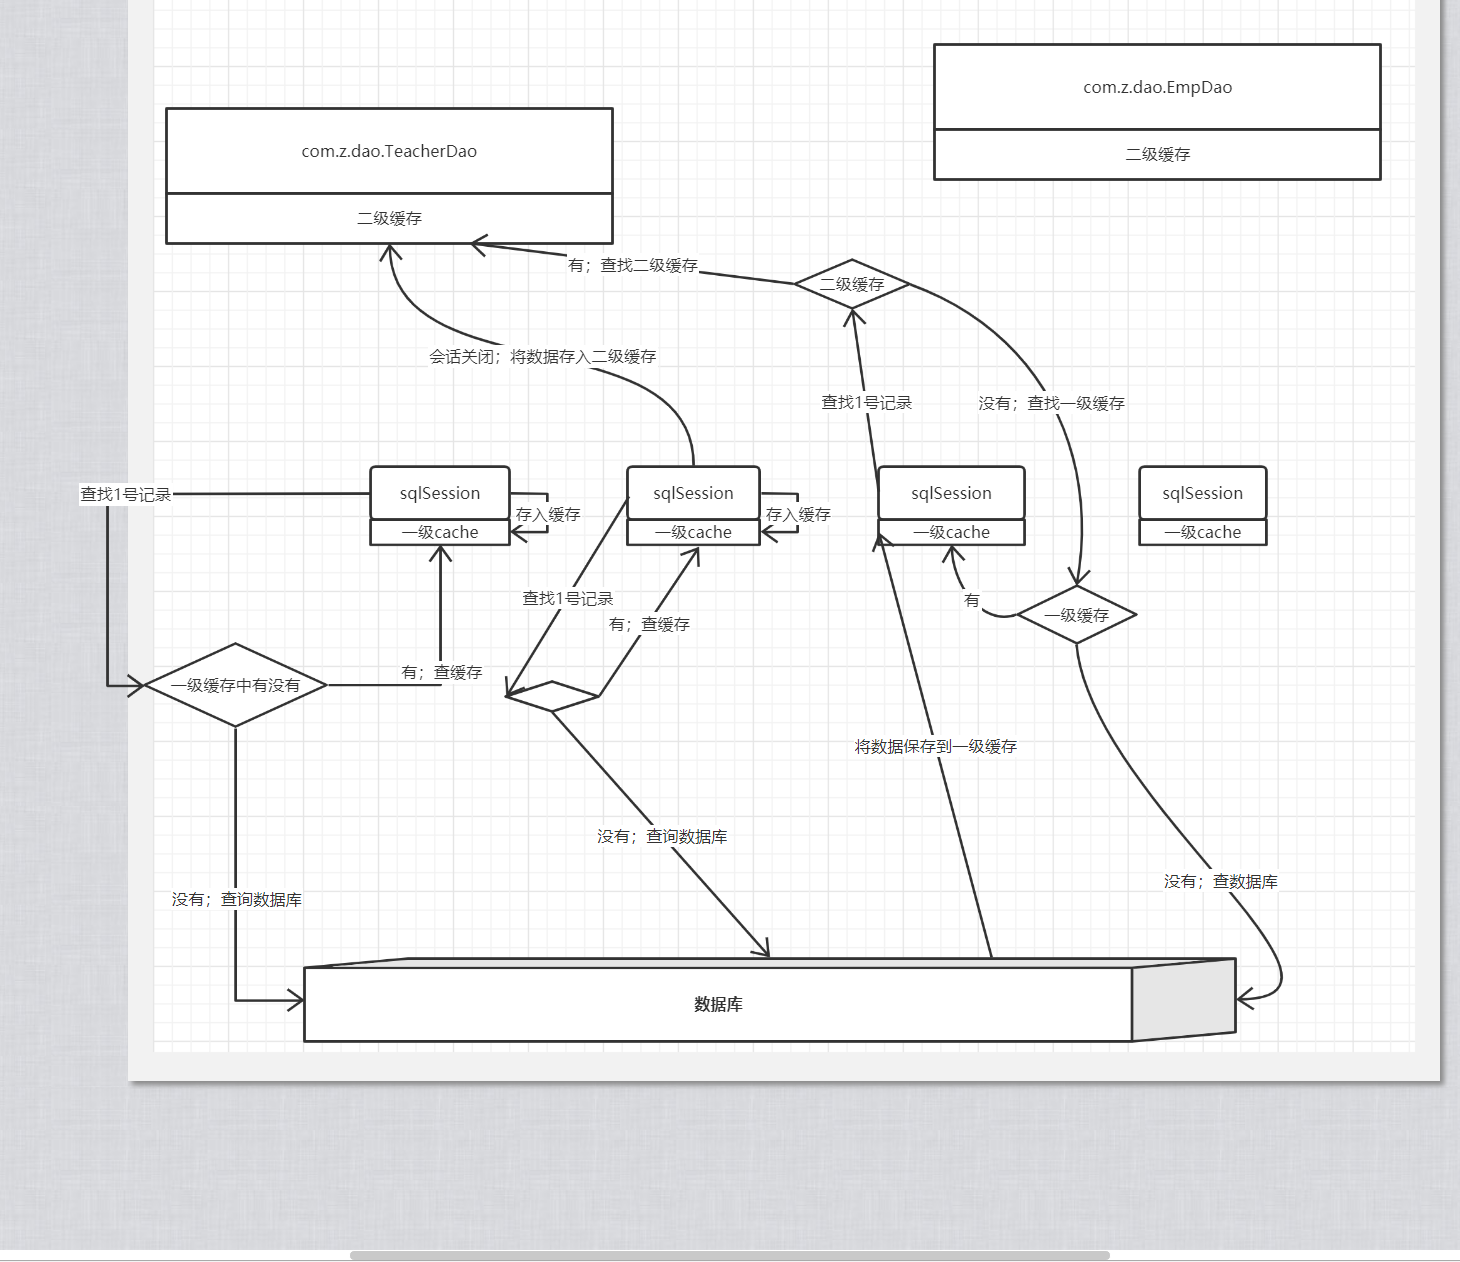 com.z.dao.EmpDao
二级缓存
com.z.dao.TeacherDao
二级缓存
有；查找二级缓存
二级缓存
会话关闭；将数据存入二级缓存
查找1号记录
没有；查找一级缓存
查找1号记录
sqlSession
一级cache
存入缓存
sqlSession
一级cache
存入缓存
sqlSession
一级cache
sqlSession
一级cache
查找1号记录
有；查缓存
有
一级缓存
一级缓存中有没有
有；查缓存
将数据保存到一级缓存
没有；查询数据库
没有；查数据库
没有；查询数据库
数据库